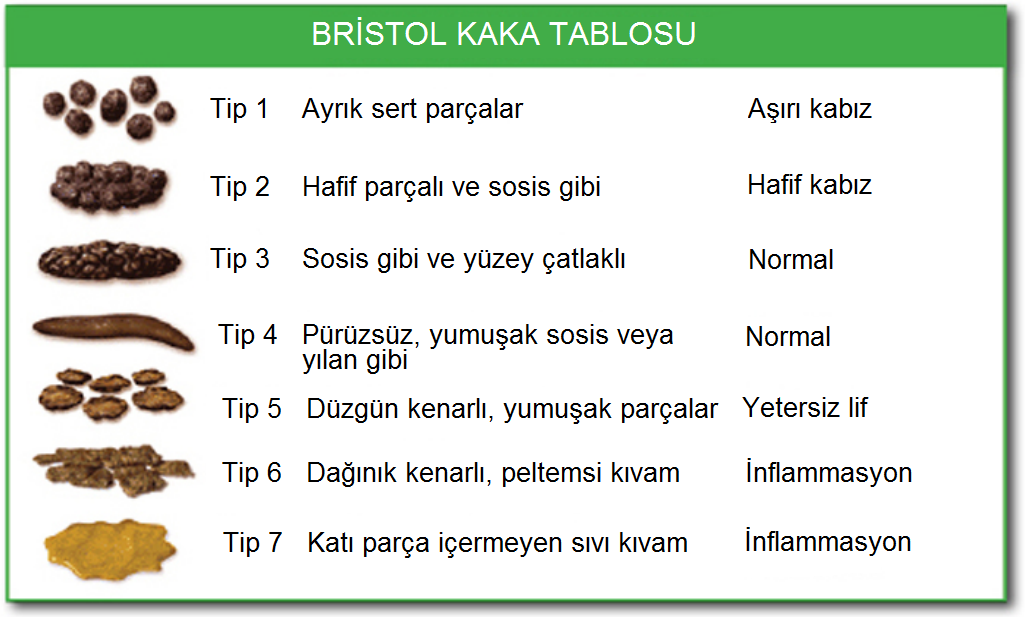 BRİSTOL KAKA TABLOSU
Tip 1 Ayrık sert parçalar Aşırı kabız
Tip 2 Hafif parçalı ve sosis gibi Hafif kabız
Tip 3 Sosis gibi ve yüzey çatlaklı Normal
Tip 4 Pürüzsüz, yumuşak sosis veya Normal
yılan gibi
Tip 5 Düzgün kenarlı, yumuşak parçalar Yetersiz lif
Tip 6 Dağınık kenarlı, peltemsi kıvam İnflammasyon
Tip 7 Katı parça içermeyen sıvı kıvam İnflammasyon